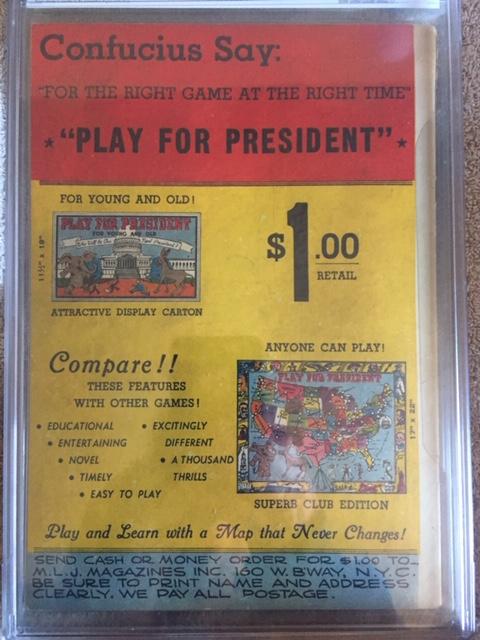 Confucius Say:
"FOR THE RIGHT GAME AT THE RIGHT TIME"
"PLAY FOR PRESIDENT"
FOR YOUNG AND OLD!
PLAY FOR PRESIDENT
FOR YOUNG AND OLD
11½" x 18"
ATTRACTIVE DISPLAY CARTON
$1.00
RETAIL
ANYONE CAN PLAY!
PLAY FOR PRESIDENT
17" x 22"
SUPERB CLUB EDITION
Compare!!
THESE FEATURES
WITH OTHER GAMES!
• EDUCATIONAL
• ENTERTAINING
• NOVEL
• TIMELY
• EASY TO PLAY
• EXCITINGLY
DIFFERENT
• A THOUSAND
THRILLS
Play and Learn with a Map that Never Changes!
SEND CASH OR MONEY ORDER FOR $1.00 TO
M.L.J. MAGAZINES INC. 160 W. B'WAY, N.Y.C.
BE SURE TO PRINT NAME AND ADDRESS
CLEARLY. WE PAY ALL POSTAGE.